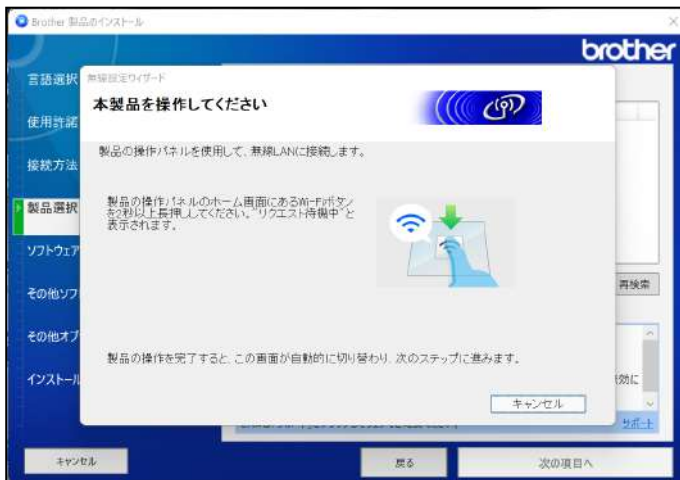 Brother 製品のインストール
brother
言語選択
使用許諾
接続方法
製品選択
ソフトウェア
その他ソフ
その他オプ
インストール
無線設定ウィザード
本製品を操作してください
製品の操作パネルを使用して、無線LANに接続します。
製品の操作パネルのホーム画面にあるWi-Fiボタン
を2秒以上長押ししてください。"リクエスト待機中"と
表示されます。
製品の操作を完了すると、この画面が自動的に切り替わり、次のステップに進みます。
キャンセル
再検索
効に
サポート
キャンセル
戻る
次の項目へ